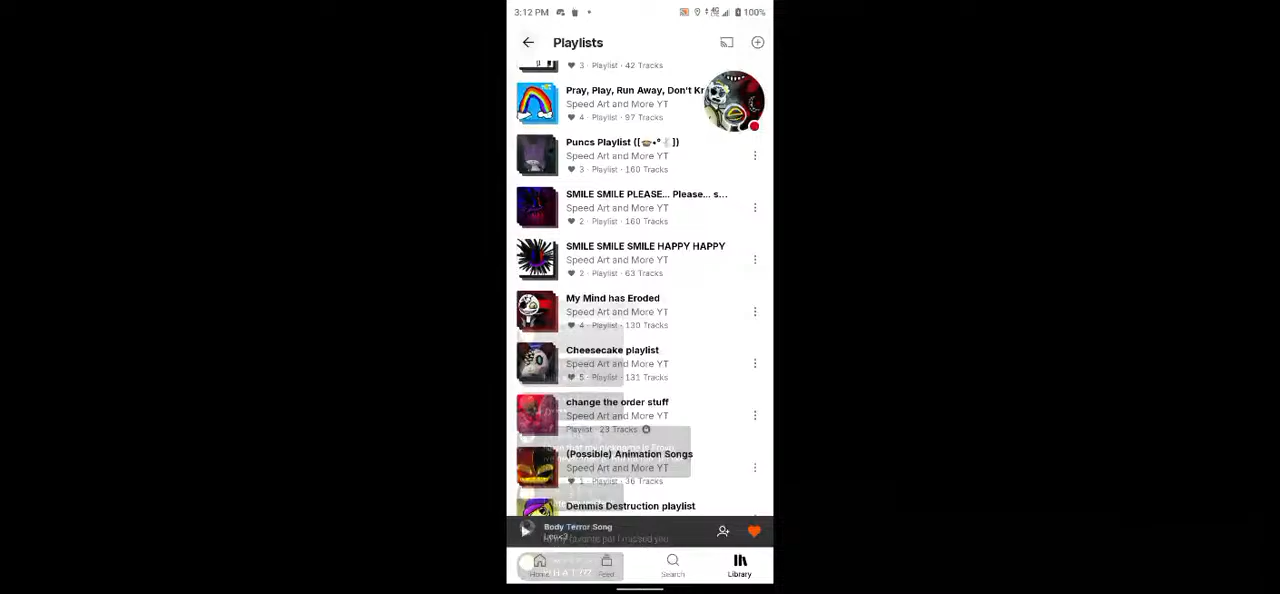 3:12 PM
100%
Playlists
3 · Playlist · 42 Tracks
Pray, Play, Run Away, Don't Kr
Speed Art and More YT
4 · Playlist · 97 Tracks
Puncs Playlist
Speed Art and More YT
3 · Playlist · 160 Tracks
SMILE SMILE PLEASE... Please... s...
Speed Art and More YT
2 · Playlist · 160 Tracks
SMILE SMILE SMILE HAPPY HAPPY
Speed Art and More YT
2 · Playlist · 63 Tracks
My Mind has Eroded
Speed Art and More YT
4 · Playlist · 130 Tracks
Cheesecake playlist
Speed Art and More YT
5 · Playlist · 131 Tracks
change the order stuff
Speed Art and More YT
Playlist · 23 Tracks
(Possible) Animation Songs
Speed Art and More YT
1 · Playlist · 36 Tracks
Demmis Destruction playlist
Body Terror Song
Home
Feed
Search
Library